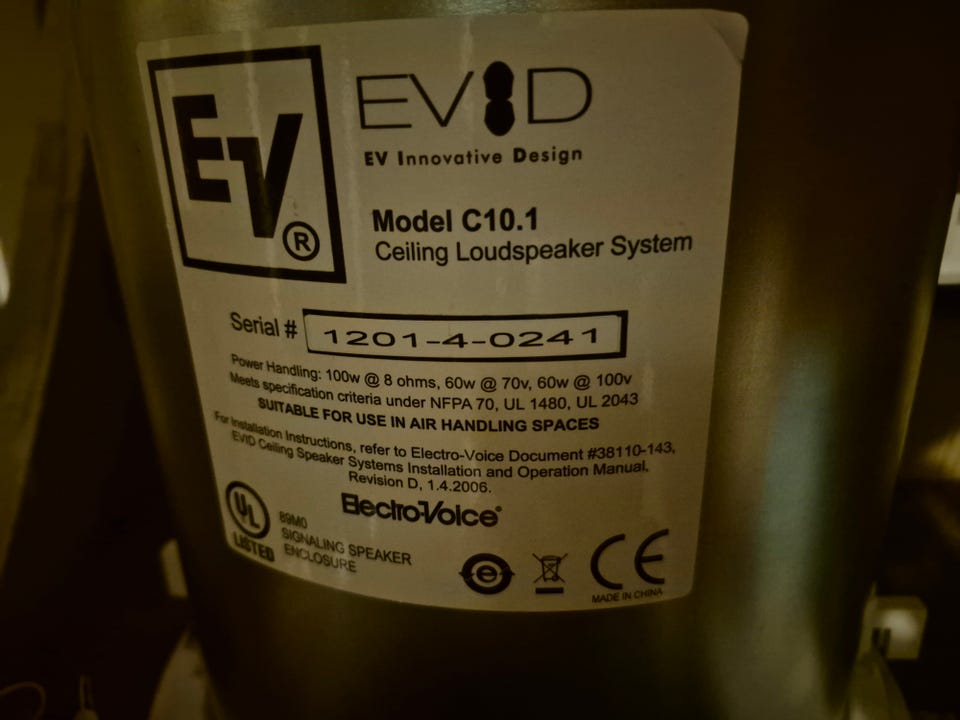 EV®
EVID
EV Innovative Design
Model C10.1
Ceiling Loudspeaker System
Serial # 1201-4-0241
Power Handling: 100w @ 8 ohms, 60w @ 70v, 60w @ 100v
Meets specification criteria under NFPA 70, UL 1480, UL 2043
SUITABLE FOR USE IN AIR HANDLING SPACES
For Installation Instructions, refer to Electro-Voice Document #38110-143,
EVID Ceiling Speaker Systems Installation and Operation Manual,
Revision D, 1.4.2006.
Electro-Voice®
UL
LISTED
89M0
SIGNALING SPEAKER
ENCLOSURE
e
CE
MADE IN CHINA